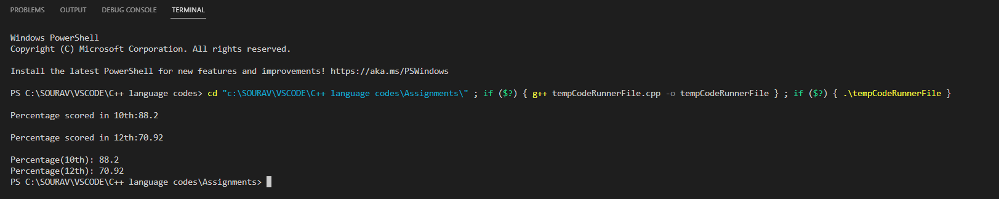 PROBLEMS OUTPUT DEBUG CONSOLE TERMINAL
Windows PowerShell
Copyright (C) Microsoft Corporation. All rights reserved.
Install the latest PowerShell for new features and improvements! https://aka.ms/PSWindows
PS C:\SOURAV\VSCODE\C++ language codes> cd "c:\SOURAV\VSCODE\C++ language codes\Assignments\" ; if ($?) { g++ tempCodeRunnerFile.cpp -o tempCodeRunnerFile } ; if ($?) { .\tempCodeRunnerFile }
Percentage scored in 10th:88.2
Percentage scored in 12th:70.92
Percentage(10th): 88.2
Percentage(12th): 70.92
PS C:\SOURAV\VSCODE\C++ language codes\Assignments>